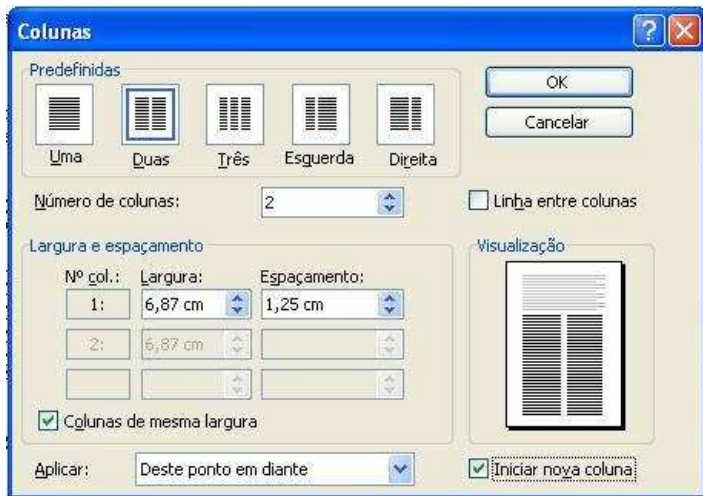 Colunas
Predefinidas
OK
Cancelar
Uma Duas Três Esguerda Direita
Número de colunas: 2
Linha entre colunas
Largura e espaçamento
Visualização
Nº col.: Largura: Espaçamento:
1: 6,87 cm 1,25 cm
2: 6,87 cm
Colunas de mesma largura
Aplicar: Deste ponto em diante
Iniciar nova coluna